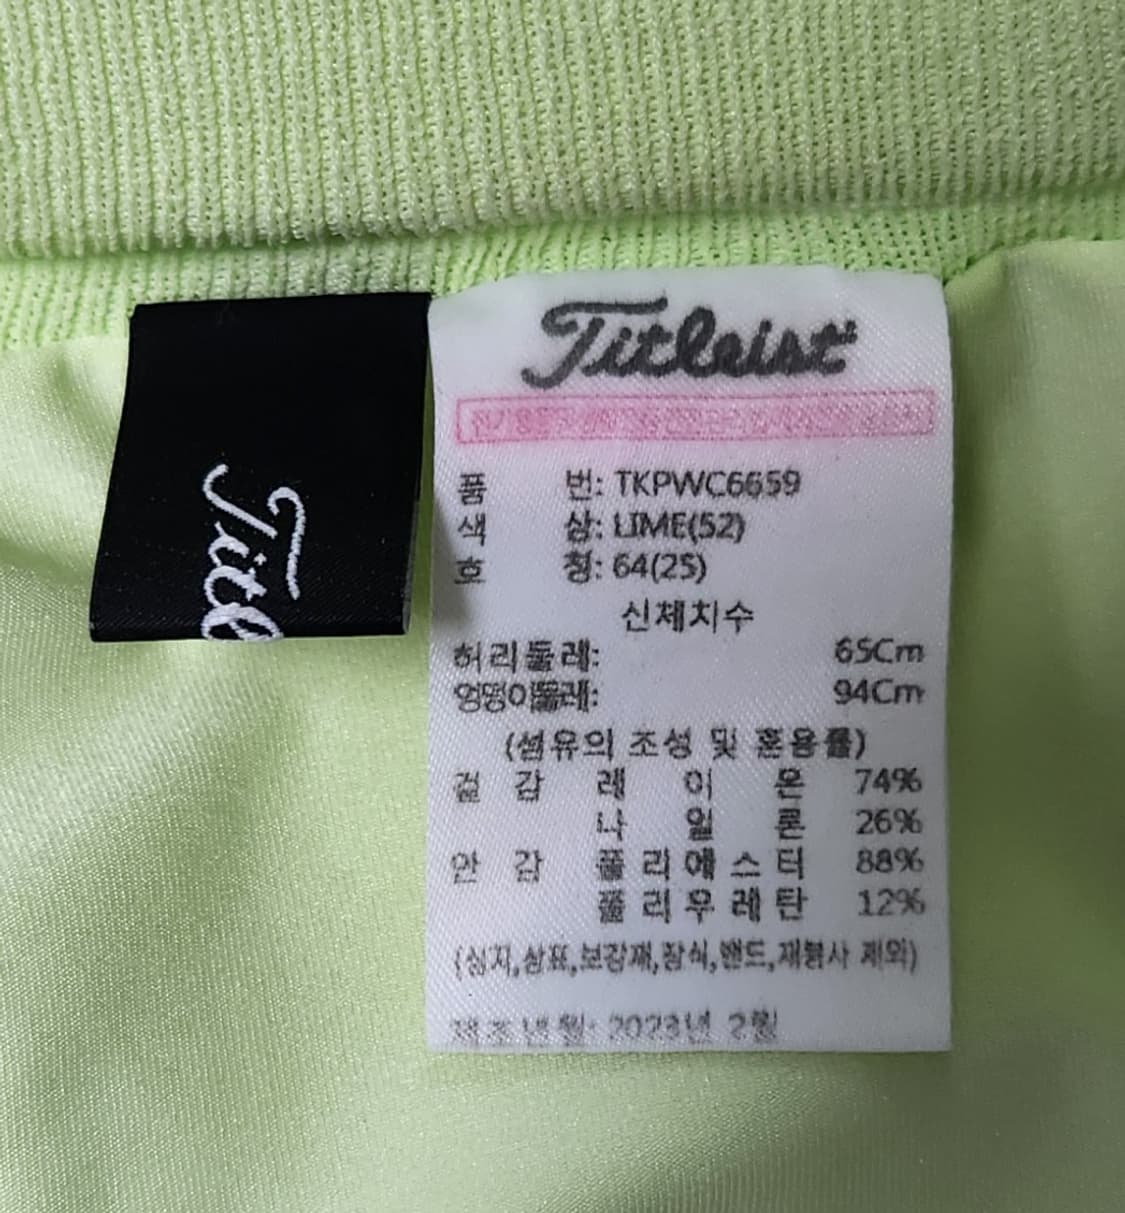 Titleist
Titl
품 번: TKPWC6659
색 상: LIME(52)
호 칭: 64(25)
신체치수
허리둘레: 65Cm
엉덩이둘레: 94Cm
(섬유의 조성 및 혼용률)
겉 감 레 이 온 74%
나 일 론 26%
안 감 폴 리 에 스 터 88%
폴 리 우 레 탄 12%
(심지,상표,보강재,장식,밴드,재봉사 제외)
제조년월: 2023년 2월